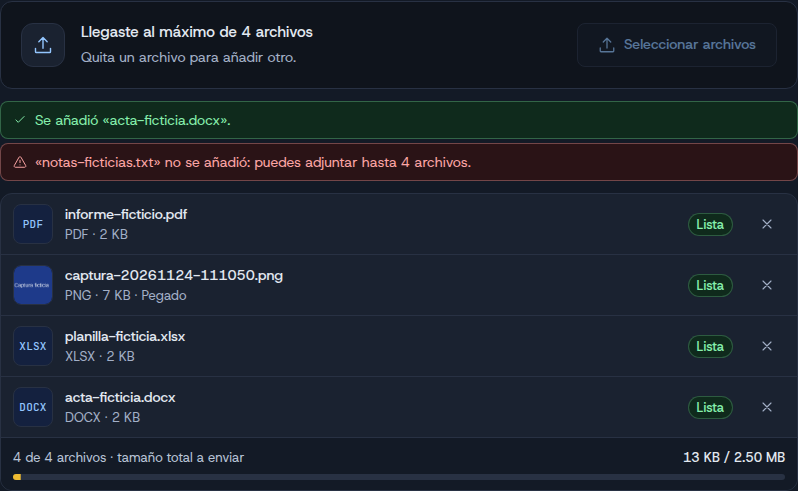 Llegaste al máximo de 4 archivos
Quita un archivo para añadir otro.
Seleccionar archivos
Se añadió «acta-ficticia.docx».
«notas-ficticias.txt» no se añadió: puedes adjuntar hasta 4 archivos.
PDF
informe-ficticio.pdf
PDF · 2 KB
Lista
Captura ficticia
captura-20261124-111050.png
PNG · 7 KB · Pegado
Lista
XLSX
planilla-ficticia.xlsx
XLSX · 2 KB
Lista
DOCX
acta-ficticia.docx
DOCX · 2 KB
Lista
4 de 4 archivos · tamaño total a enviar
13 KB / 2.50 MB